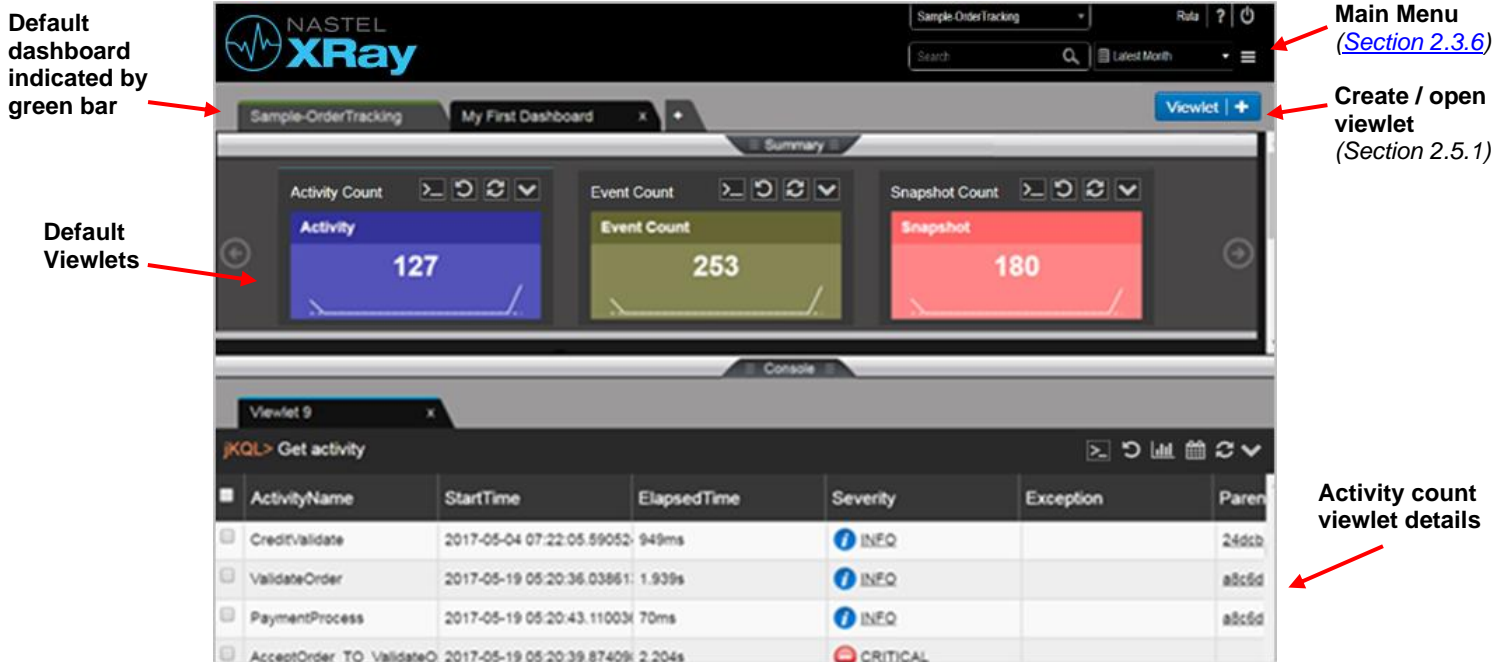 Default
dashboard
indicated by
green bar
NASTEL
XRay
Sample-OrderTracking
Ruta ?
Search
Latest Month
Main Menu
(Section 2.3.6)
Sample-OrderTracking
My First Dashboard x
+
Viewlet | +
Create / open
viewlet
(Section 2.5.1)
Summary
Default
Viewlets
Activity Count >_
Activity
127
Event Count >_
Event Count
253
Snapshot Count >_
Snapshot
180
Console
Viewlet 9 x
jKQL> Get activity >_
ActivityName StartTime ElapsedTime Severity Exception Paren
CreditValidate 2017-05-04 07:22:05.59052 949ms i INFO 24dcb
ValidateOrder 2017-05-19 05:20:36.03861 1.939s i INFO a8c6d
PaymentProcess 2017-05-19 05:20:43.11003 70ms i INFO a8c6d
AcceptOrder_TO_ValidateO 2017-05-19 05:20:39.87409 2.204s CRITICAL
Activity count
viewlet details